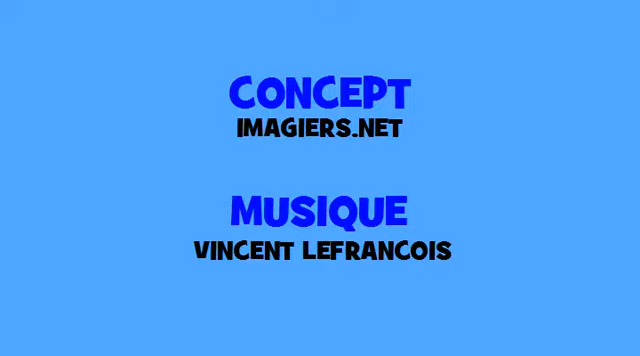 CONCEPT
IMAGIERS.NET
MUSIQUE
VINCENT LEFRANCOIS